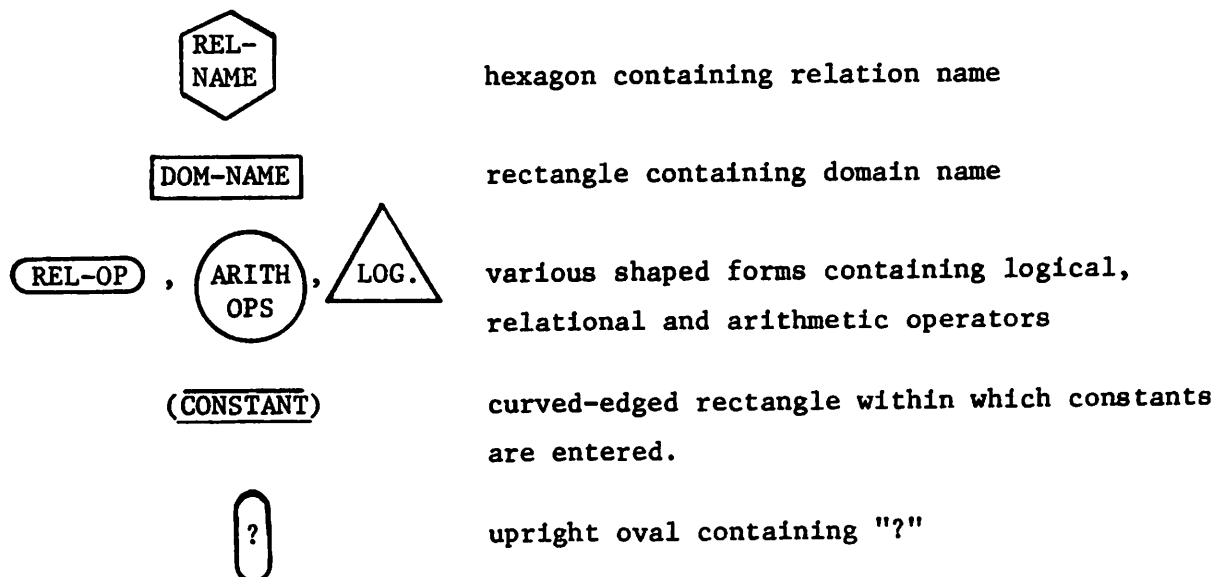 REL-
NAME
hexagon containing relation name
DOM-NAME
rectangle containing domain name
REL-OP , ARITH OPS , LOG.
various shaped forms containing logical,
relational and arithmetic operators
(CONSTANT)
curved-edged rectangle within which constants
are entered.
?
upright oval containing "?"